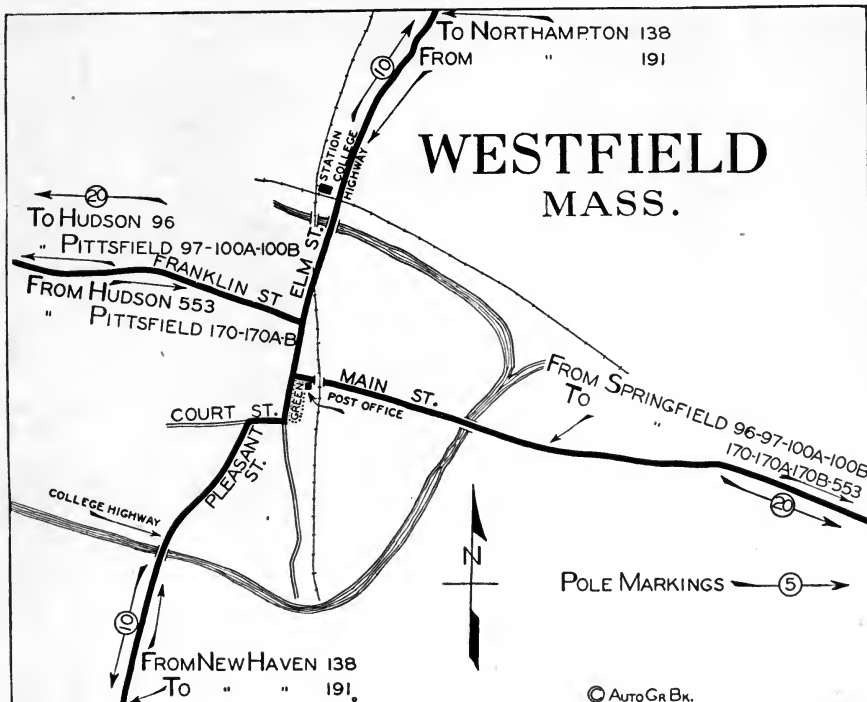 To Northampton 138
From " 191
10
WESTFIELD
MASS.
STATION
COLLEGE
HIGHWAY
20
To Hudson 96
" Pittsfield 97-100A-100B
FRANKLIN ST
ELM ST.
From Hudson 553
" Pittsfield 170-170A-B
MAIN ST.
POST OFFICE
GREEN
COURT ST.
PLEASANT
ST.
From Springfield 96-97-100A-100B
To " 170-170A-170B-553
20
COLLEGE HIGHWAY
N
Pole Markings 5
10
From New Haven 138
To " " 191.
© Auto Gr Bk.